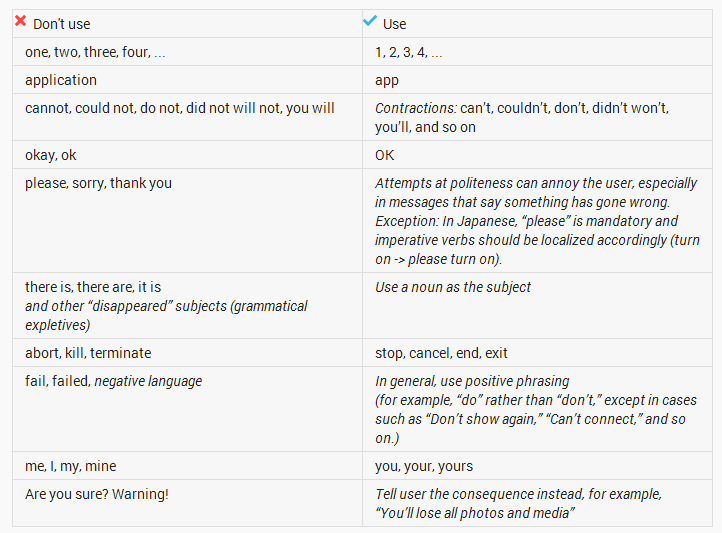 Don't use
Use
one, two, three, four, ...
1, 2, 3, 4, ...
application
app
cannot, could not, do not, did not will not, you will
Contractions: can't, couldn't, don't, didn't won't,
you'll, and so on
okay, ok
OK
please, sorry, thank you
Attempts at politeness can annoy the user, especially
in messages that say something has gone wrong.
Exception: In Japanese, “please” is mandatory and
imperative verbs should be localized accordingly (turn
on -> please turn on).
there is, there are, it is
and other “disappeared” subjects (grammatical
expletives)
Use a noun as the subject
abort, kill, terminate
stop, cancel, end, exit
fail, failed, negative language
In general, use positive phrasing
(for example, “do” rather than “don't,” except in cases
such as “Don't show again,” “Can't connect,” and so
on.)
me, I, my, mine
you, your, yours
Are you sure? Warning!
Tell user the consequence instead, for example,
“You'll lose all photos and media”